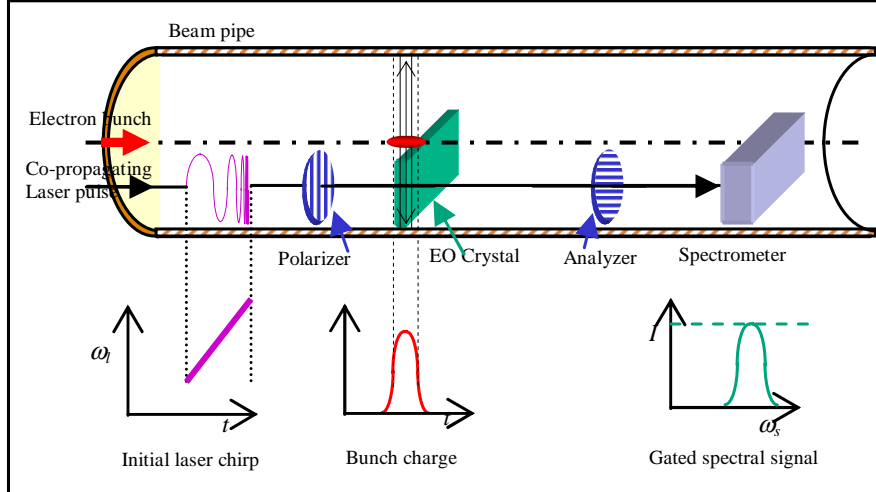 Beam pipe
Electron bunch
Co-propagating
Laser pulse
Polarizer
EO Crystal
Analyzer
Spectrometer
ω_l
t
t
I
ω_s
Initial laser chirp
Bunch charge
Gated spectral signal